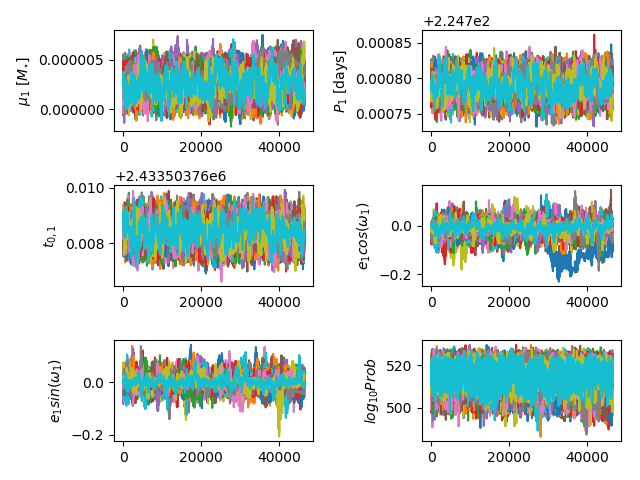 +2.247e2
μ₁ [M⋆]
0.000005
0.000000
0 20000 40000
P₁ [days]
0.00085
0.00080
0.00075
0 20000 40000
+2.43350376e6
t₀,₁
0.010
0.008
0 20000 40000
e₁cos(ω₁)
0.0
−0.2
0 20000 40000
e₁sin(ω₁)
0.0
−0.2
0 20000 40000
log₁₀Prob
520
500
0 20000 40000